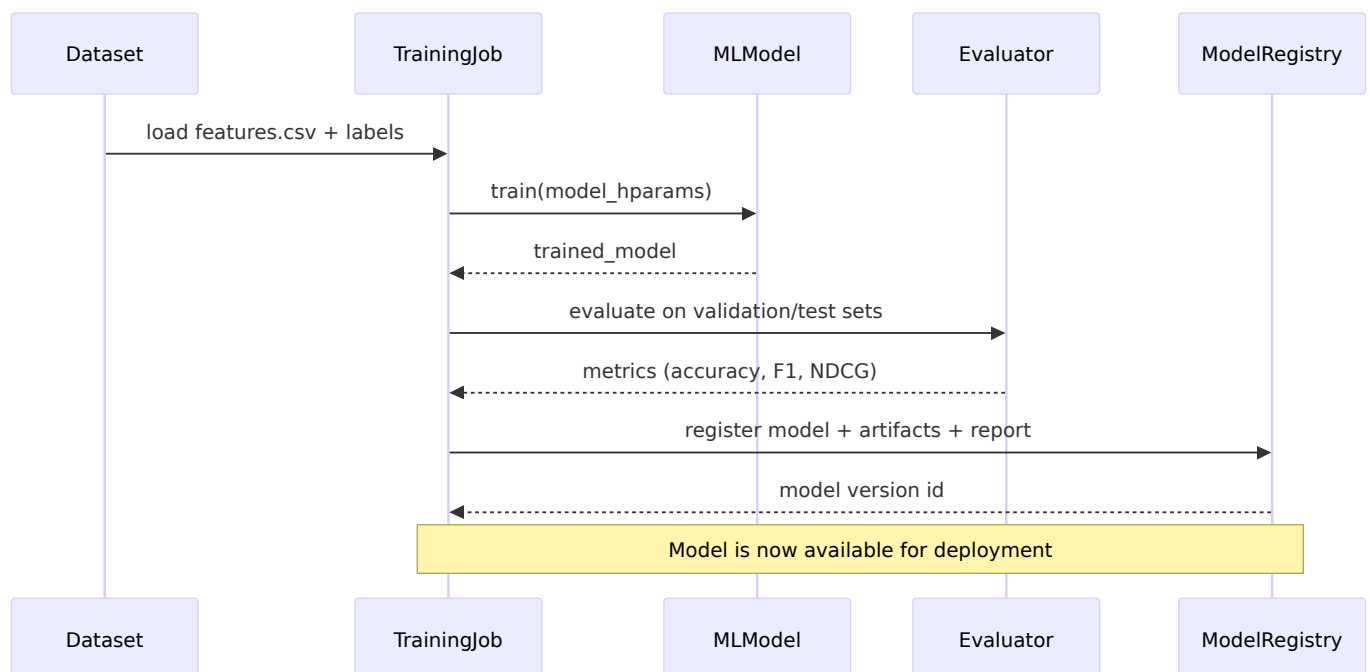 Dataset
TrainingJob
MLModel
Evaluator
ModelRegistry
load features.csv + labels
train(model_hparams)
trained_model
evaluate on validation/test sets
metrics (accuracy, F1, NDCG)
register model + artifacts + report
model version id
Model is now available for deployment
Dataset
TrainingJob
MLModel
Evaluator
ModelRegistry